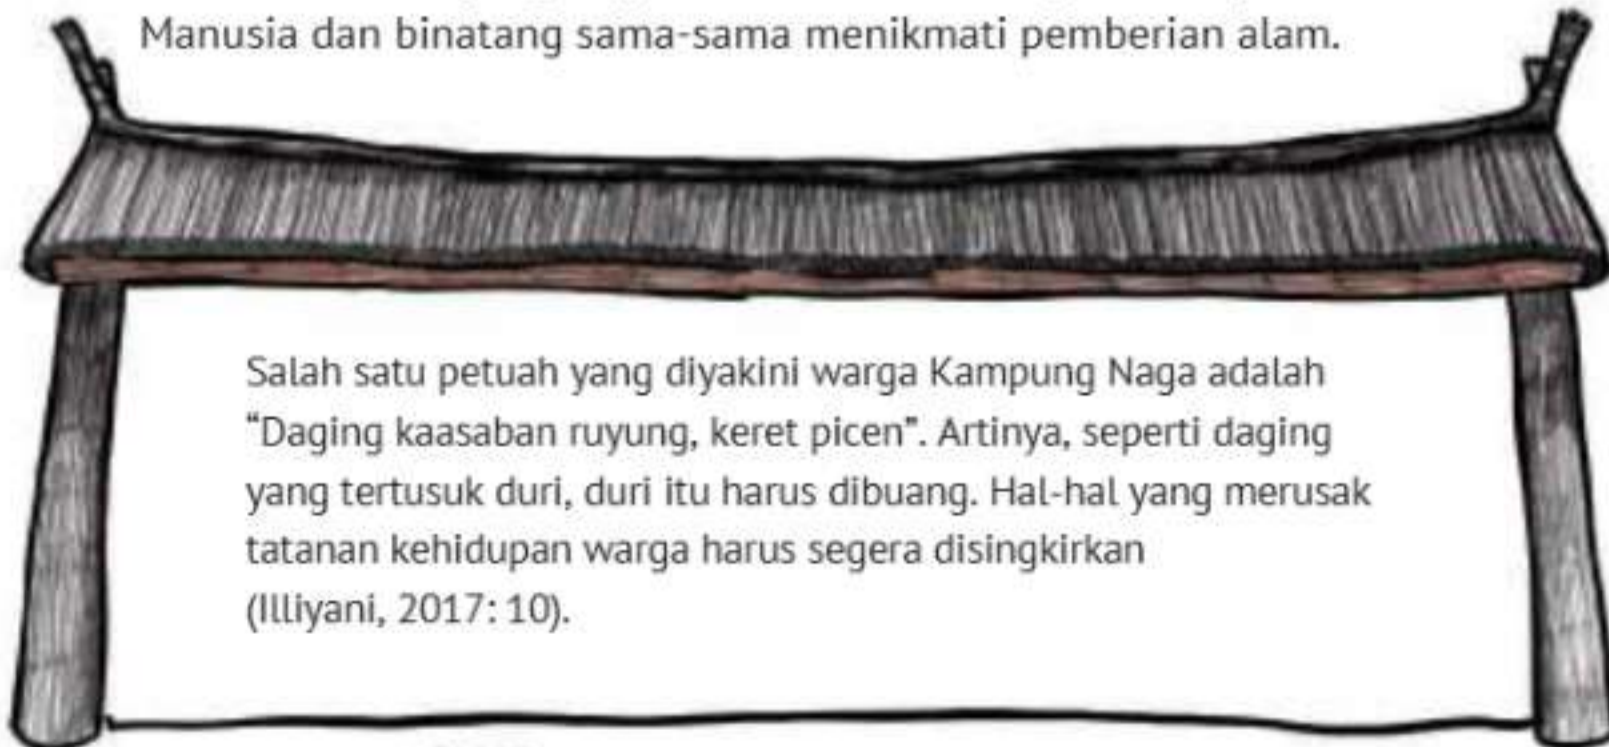 Manusia dan binatang sama-sama menikmati pemberian alam.
Salah satu petuah yang diyakini warga Kampung Naga adalah
“Daging kaasaban ruyung, keret picen”. Artinya, seperti daging
yang tertusuk duri, duri itu harus dibuang. Hal-hal yang merusak
tatanan kehidupan warga harus segera disingkirkan
(Illiyani, 2017: 10).